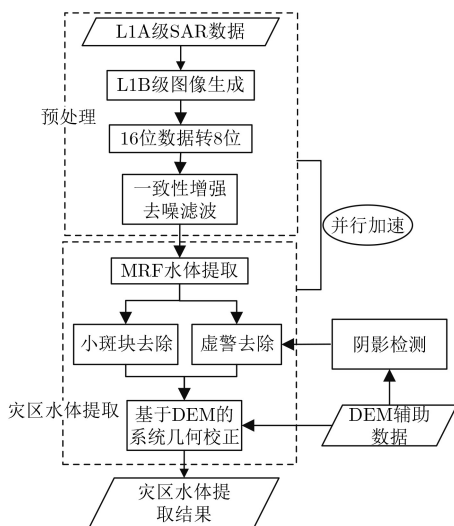 L1A级SAR数据
L1B级图像生成
预处理
16位数据转8位
一致性增强
去噪滤波
并行加速
MRF水体提取
小斑块去除
虚警去除
阴影检测
灾区水体提取
基于DEM的
系统几何校正
DEM辅助
数据
灾区水体提
取结果